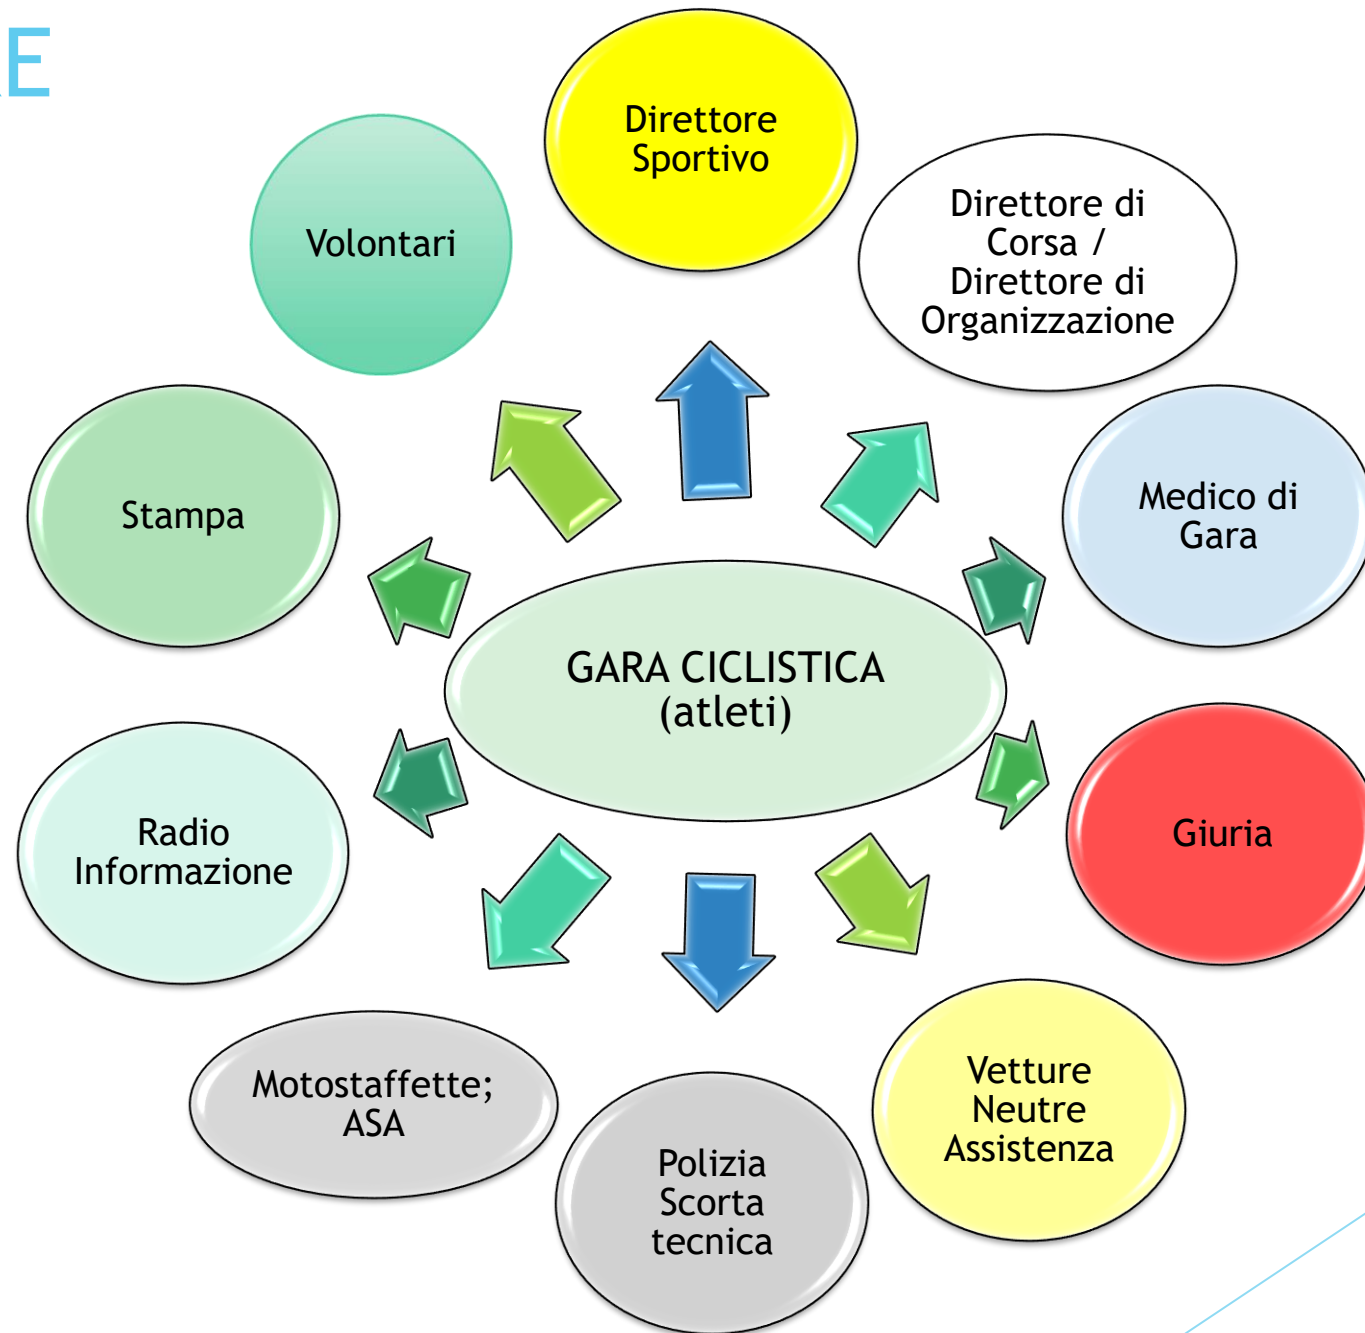 E
Direttore
Sportivo
Volontari
Direttore di
Corsa /
Direttore di
Organizzazione
Stampa
Medico di
Gara
GARA CICLISTICA
(atleti)
Radio
Informazione
Giuria
Motostaffette;
ASA
Vetture
Neutre
Assistenza
Polizia
Scorta
tecnica